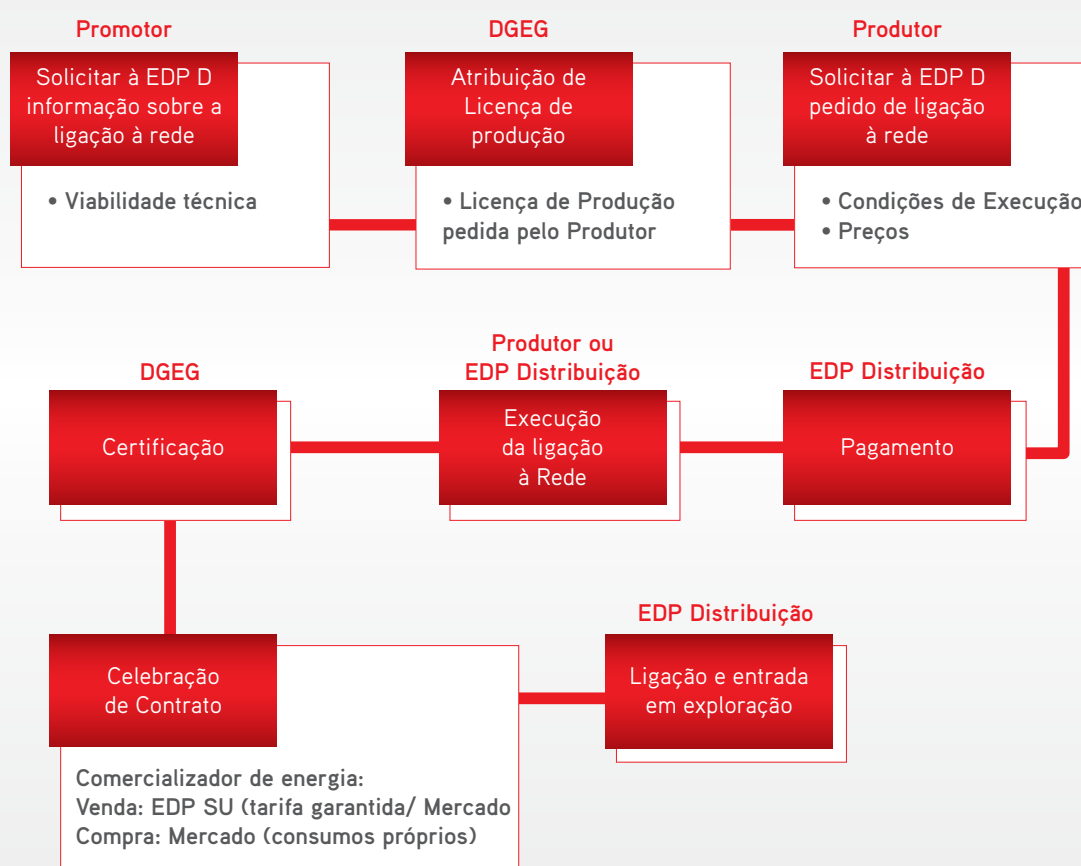 Promotor
Solicitar à EDP D
informação sobre a
ligação à rede
• Viabilidade técnica
DGEG
Atribuição de
Licença de
produção
• Licença de Produção
pedida pelo Produtor
Produtor
Solicitar à EDP D
pedido de ligação
à rede
• Condições de Execução
• Preços
EDP Distribuição
Pagamento
Produtor ou
EDP Distribuição
Execução
da ligação
à Rede
DGEG
Certificação
Celebração
de Contrato
Comercializador de energia:
Venda: EDP SU (tarifa garantida/ Mercado
Compra: Mercado (consumos próprios)
EDP Distribuição
Ligação e entrada
em exploração